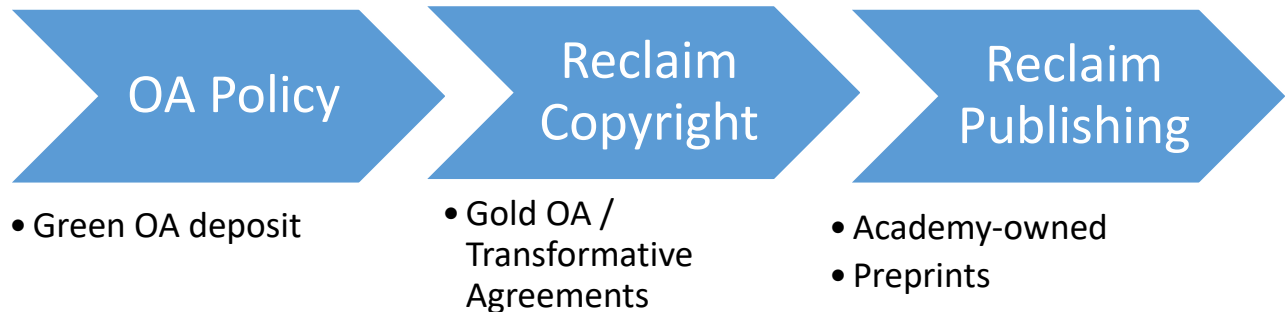 OA Policy
• Green OA deposit
Reclaim
Copyright
• Gold OA /
Transformative
Agreements
Reclaim
Publishing
• Academy-owned
• Preprints